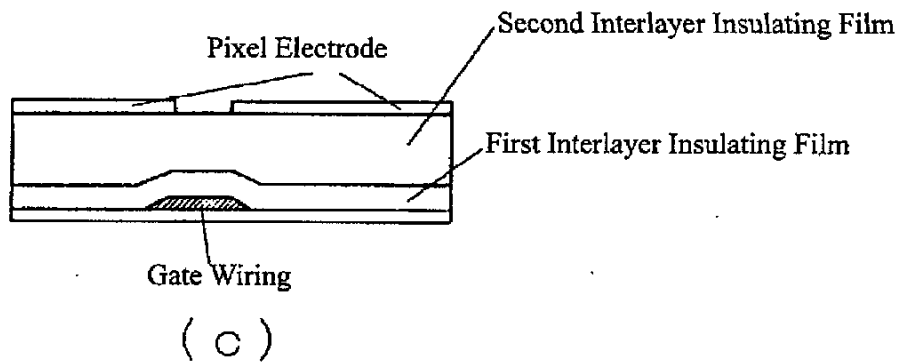 Second Interlayer Insulating Film
Pixel Electrode
First Interlayer Insulating Film
Gate Wiring
( C )